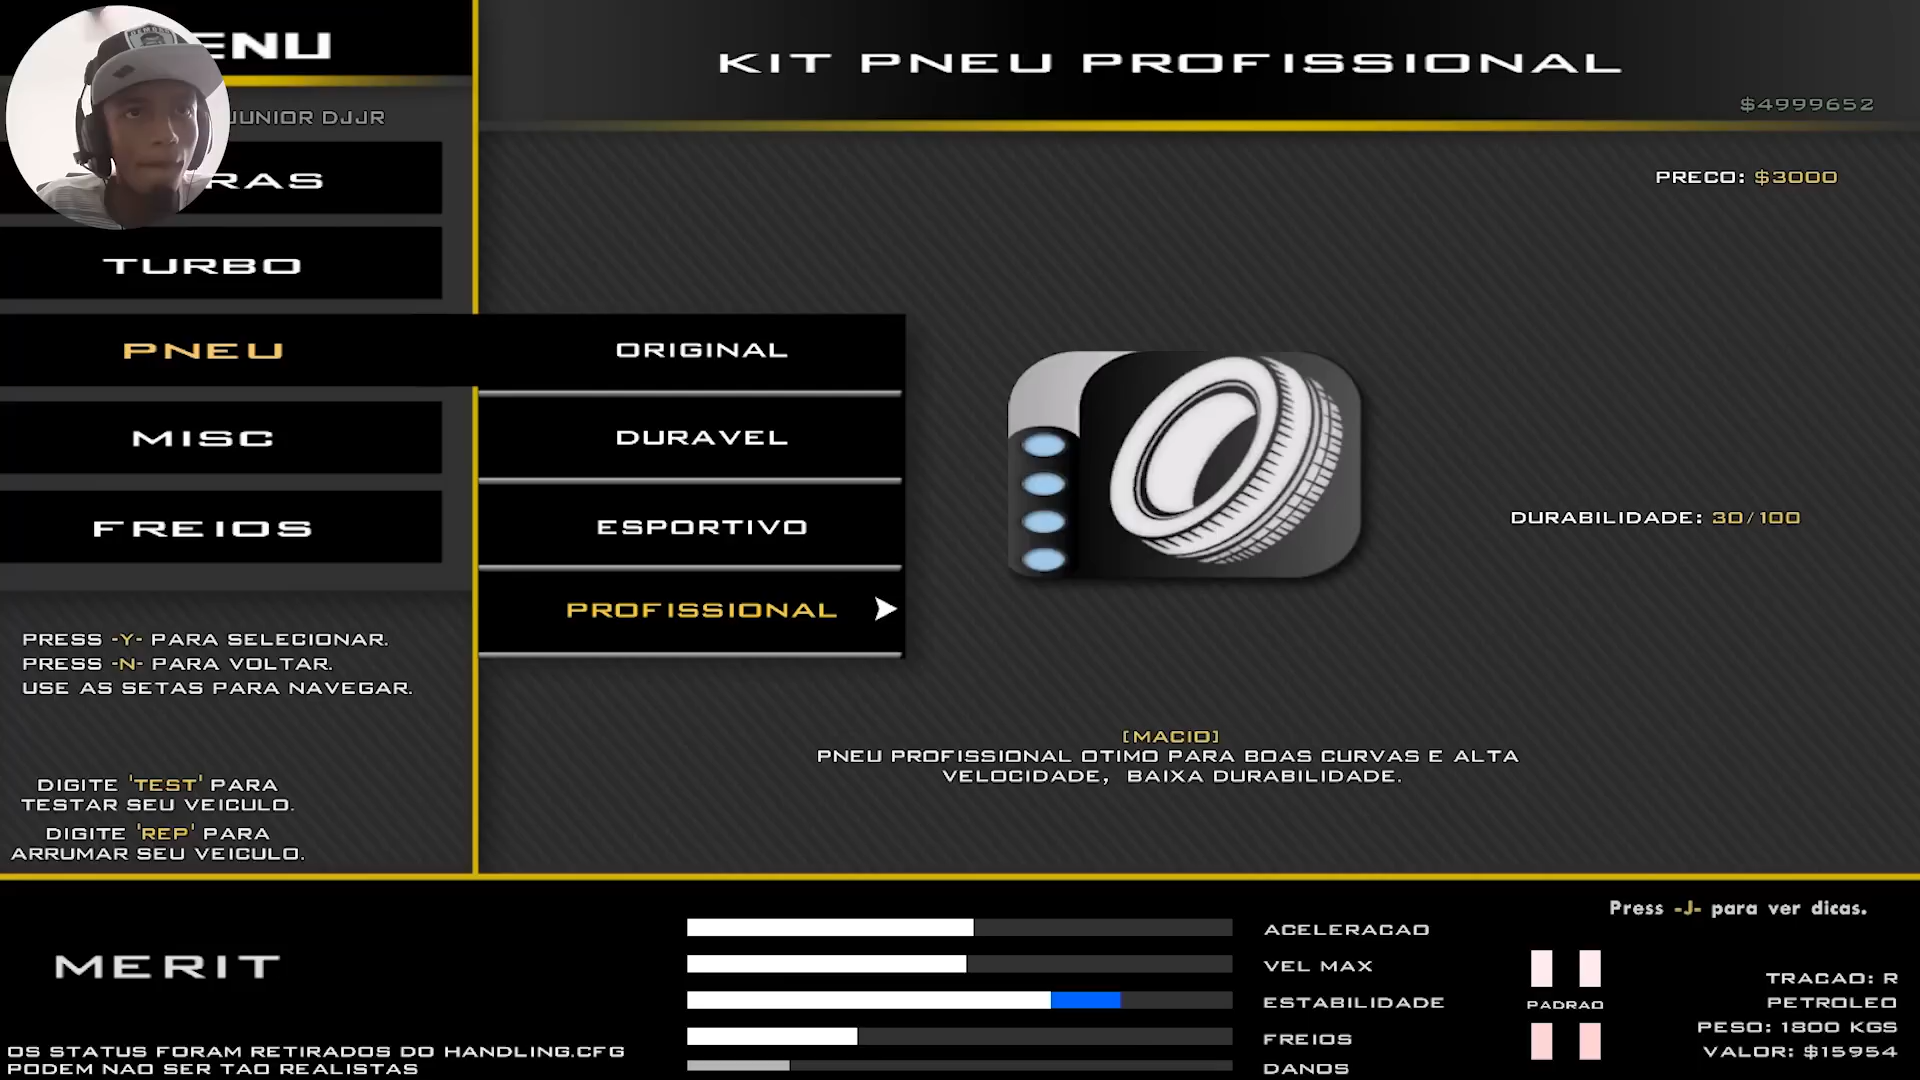 ENU
JUNIOR DJJR
RAS
TURBO
PNEU
MISC
FREIOS
PRESS -Y- PARA SELECIONAR.
PRESS -N- PARA VOLTAR.
USE AS SETAS PARA NAVEGAR.
DIGITE 'TEST' PARA
TESTAR SEU VEICULO.
DIGITE 'REP' PARA
ARRUMAR SEU VEICULO.
KIT PNEU PROFISSIONAL
$4999652
PRECO: $3000
ORIGINAL
DURAVEL
ESPORTIVO
PROFISSIONAL
DURABILIDADE: 30/100
[MACIO]
PNEU PROFISSIONAL OTIMO PARA BOAS CURVAS E ALTA
VELOCIDADE, BAIXA DURABILIDADE.
MERIT
OS STATUS FORAM RETIRADOS DO HANDLING.CFG
PODEM NAO SER TAO REALISTAS
ACELERACAO
VEL MAX
ESTABILIDADE
FREIOS
DANOS
Press -J- para ver dicas.
PADRAO
TRACAO: R
PETROLEO
PESO: 1800 KGS
VALOR: $15954